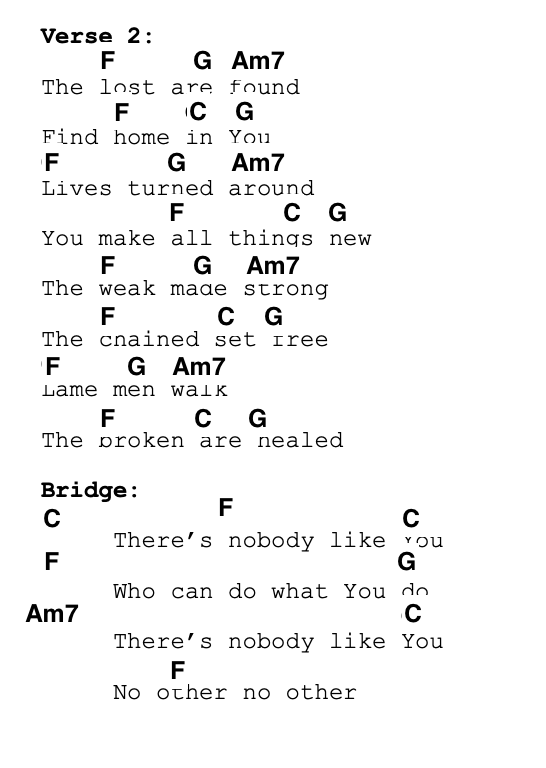 Verse 2:
F G Am7
The lost are found
F C G
Find home in You
F G Am7
Lives turned around
F C G
You make all things new
F G Am7
The weak made strong
F C G
The chained set free
F G Am7
Lame men walk
F C G
The broken are healed
Bridge:
C F C
There’s nobody like You
F G
Who can do what You do
Am7 C
There’s nobody like You
F
No other no other